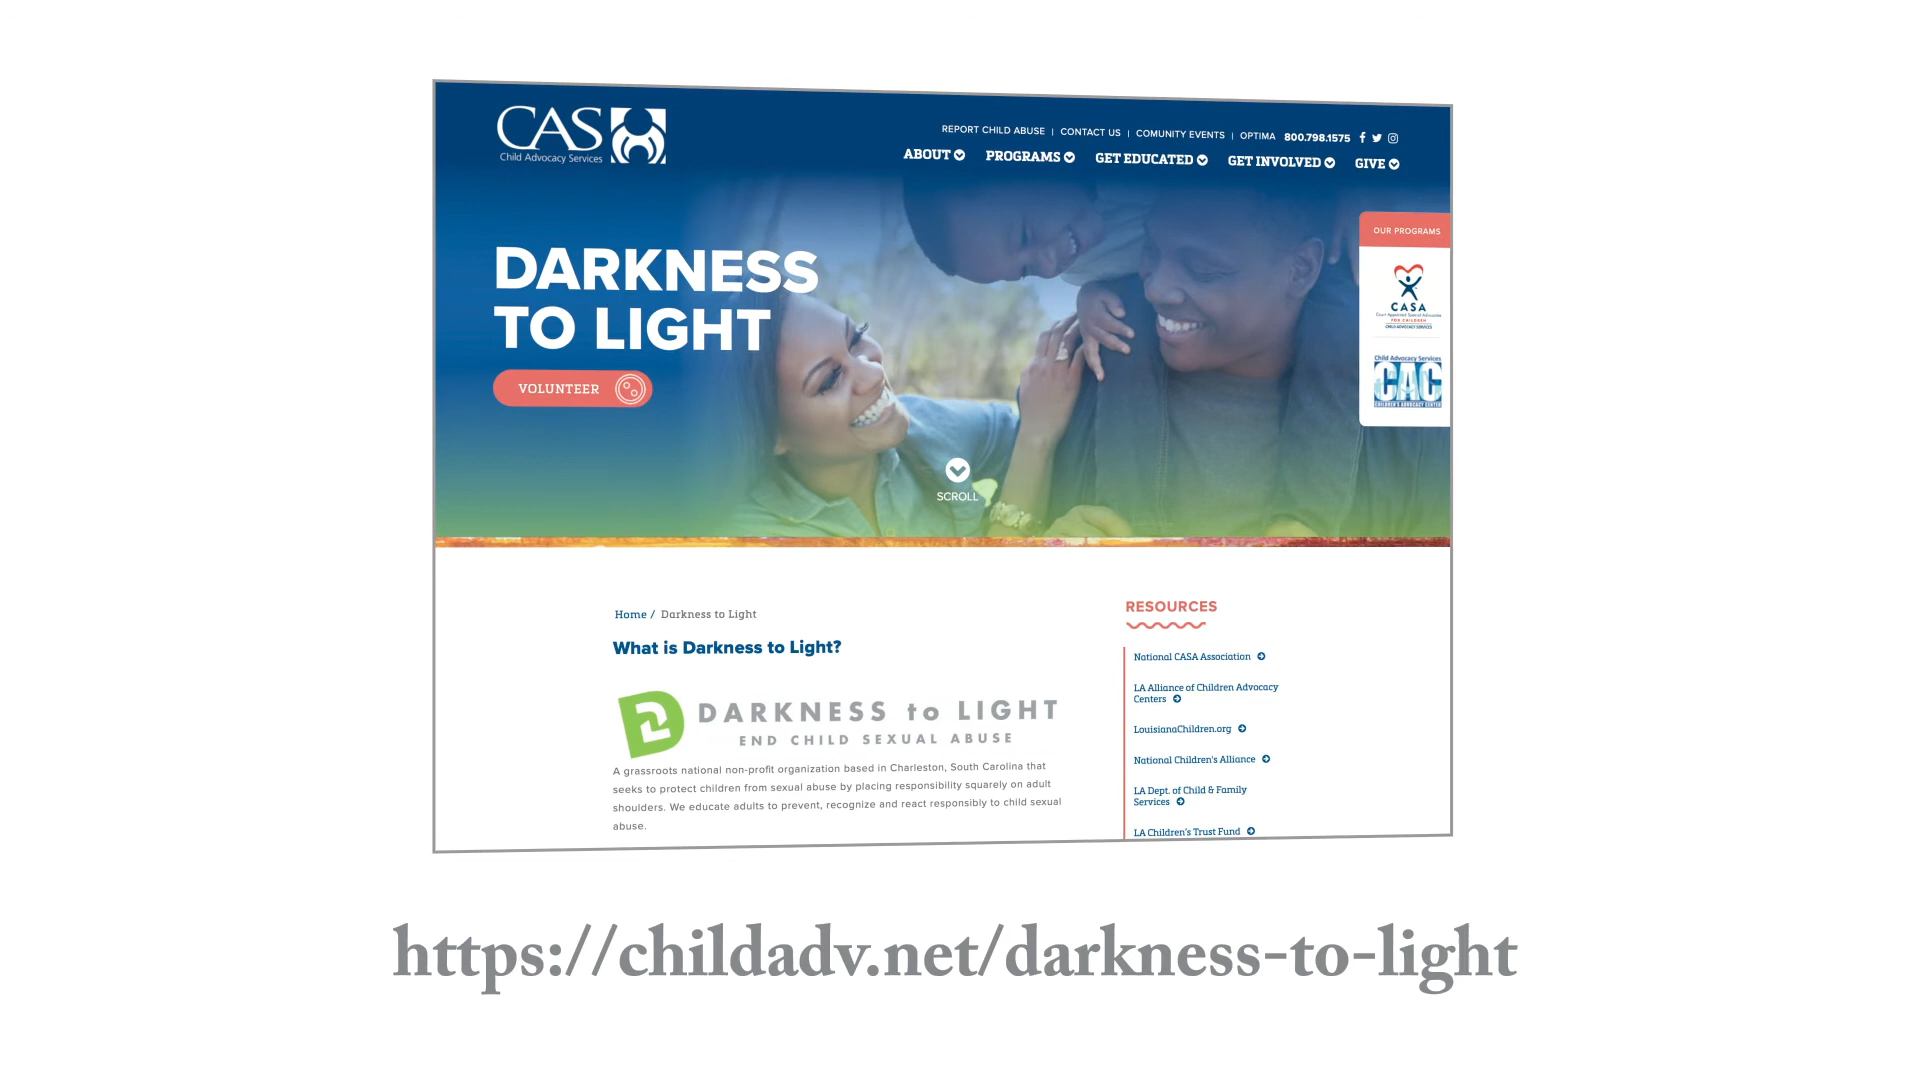 CAS
Child Advocacy Services
REPORT CHILD ABUSE | CONTACT US | COMUNITY EVENTS | OPTIMA 800.798.1575
ABOUT PROGRAMS GET EDUCATED GET INVOLVED GIVE
DARKNESS
TO LIGHT
VOLUNTEER
SCROLL
OUR PROGRAMS
CASA
Court Appointed Special Advocates
FOR CHILDREN
CHILD ADVOCACY SERVICES
Child Advocacy Services
CAC
CHILDREN'S ADVOCACY CENTER
Home / Darkness to Light
What is Darkness to Light?
DARKNESS to LIGHT
END CHILD SEXUAL ABUSE
A grassroots national non-profit organization based in Charleston, South Carolina that
seeks to protect children from sexual abuse by placing responsibility squarely on adult
shoulders. We educate adults to prevent, recognize and react responsibly to child sexual
abuse.
RESOURCES
National CASA Association
LA Alliance of Children Advocacy
Centers
LouisianaChildren.org
National Children's Alliance
LA Dept. of Child & Family
Services
LA Children's Trust Fund
https://childadv.net/darkness-to-light